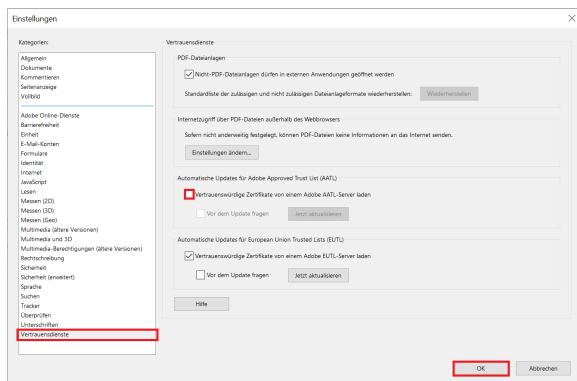 Einstellungen
Kategorien:
Allgemein
Dokumente
Kommentieren
Seitenanzeige
Vollbild
Adobe Online-Dienste
Barrierefreiheit
Einheit
E-Mail-Konten
Formulare
Identität
Internet
JavaScript
Lesen
Messen (2D)
Messen (3D)
Messen (Geo)
Multimedia (ältere Versionen)
Multimedia und 3D
Multimedia-Berechtigungen (ältere Versionen)
Rechtschreibung
Sicherheit
Sicherheit (erweitert)
Sprache
Suchen
Tracker
Überprüfen
Unterschriften
Vertrauensdienste
Vertrauensdienste
PDF-Dateianlagen
Nicht-PDF-Dateianlagen dürfen in externen Anwendungen geöffnet werden
Standardliste der zulässigen und nicht zulässigen Dateianlageformate wiederherstellen: Wiederherstellen
Internetzugriff über PDF-Dateien außerhalb des Webbrowsers
Sofern nicht anderweitig festgelegt, können PDF-Dateien keine Informationen an das Internet senden.
Einstellungen ändern...
Automatische Updates für Adobe Approved Trust List (AATL)
Vertrauenswürdige Zertifikate von einem Adobe AATL-Server laden
Vor dem Update fragen Jetzt aktualisieren
Automatische Updates für European Union Trusted Lists (EUTL)
Vertrauenswürdige Zertifikate von einem Adobe EUTL-Server laden
Vor dem Update fragen Jetzt aktualisieren
Hilfe
OK Abbrechen